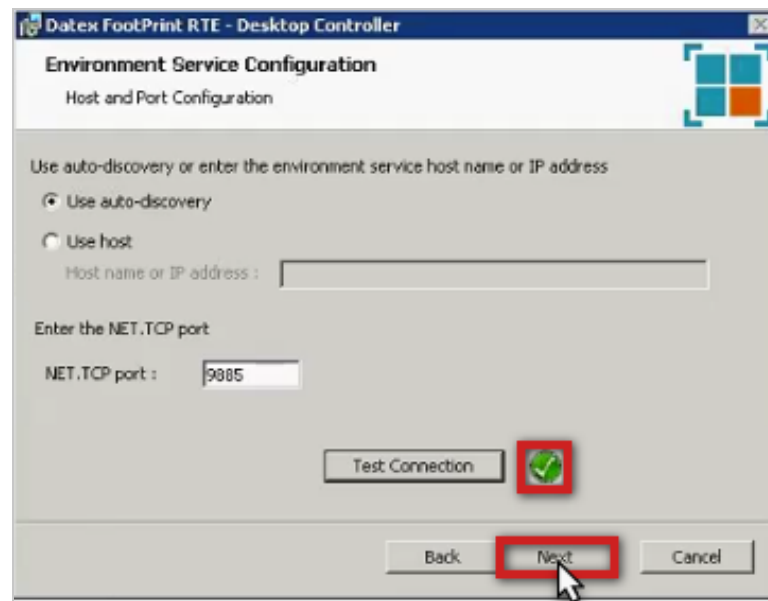 Datex FootPrint RTE - Desktop Controller
Environment Service Configuration
Host and Port Configuration
Use auto-discovery or enter the environment service host name or IP address
Use auto-discovery
Use host
Host name or IP address :
Enter the NET.TCP port
NET.TCP port : 9885
Test Connection
Back Next Cancel